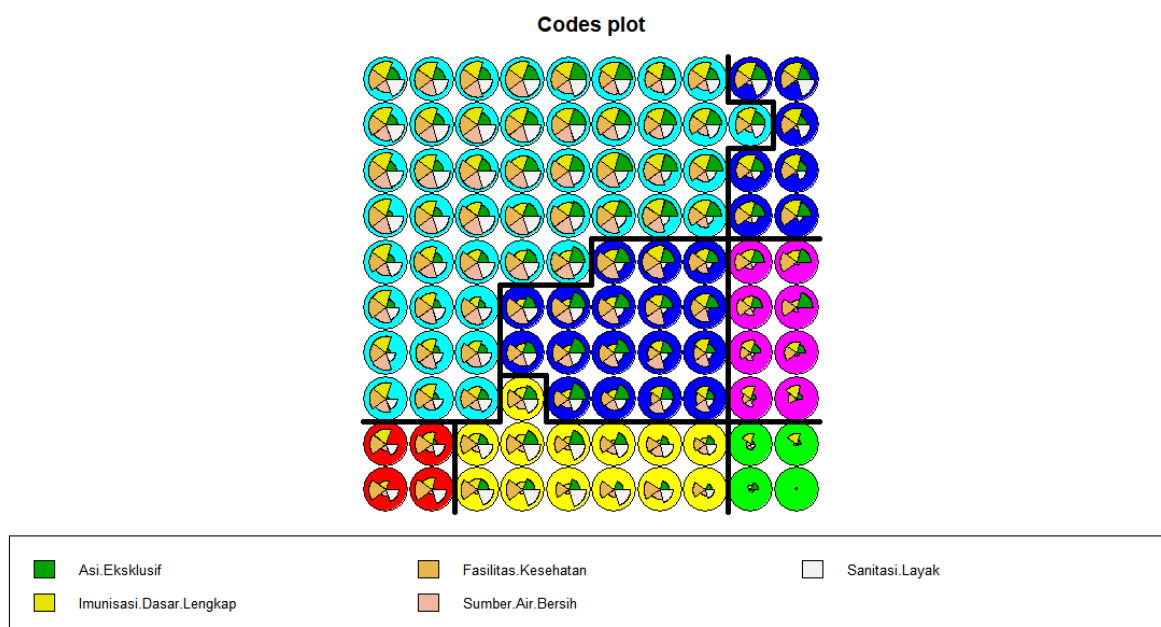 Codes plot
Asi.Eksklusif
Fasilitas.Kesehatan
Sanitasi.Layak
Imunisasi.Dasar.Lengkap
Sumber.Air.Bersih